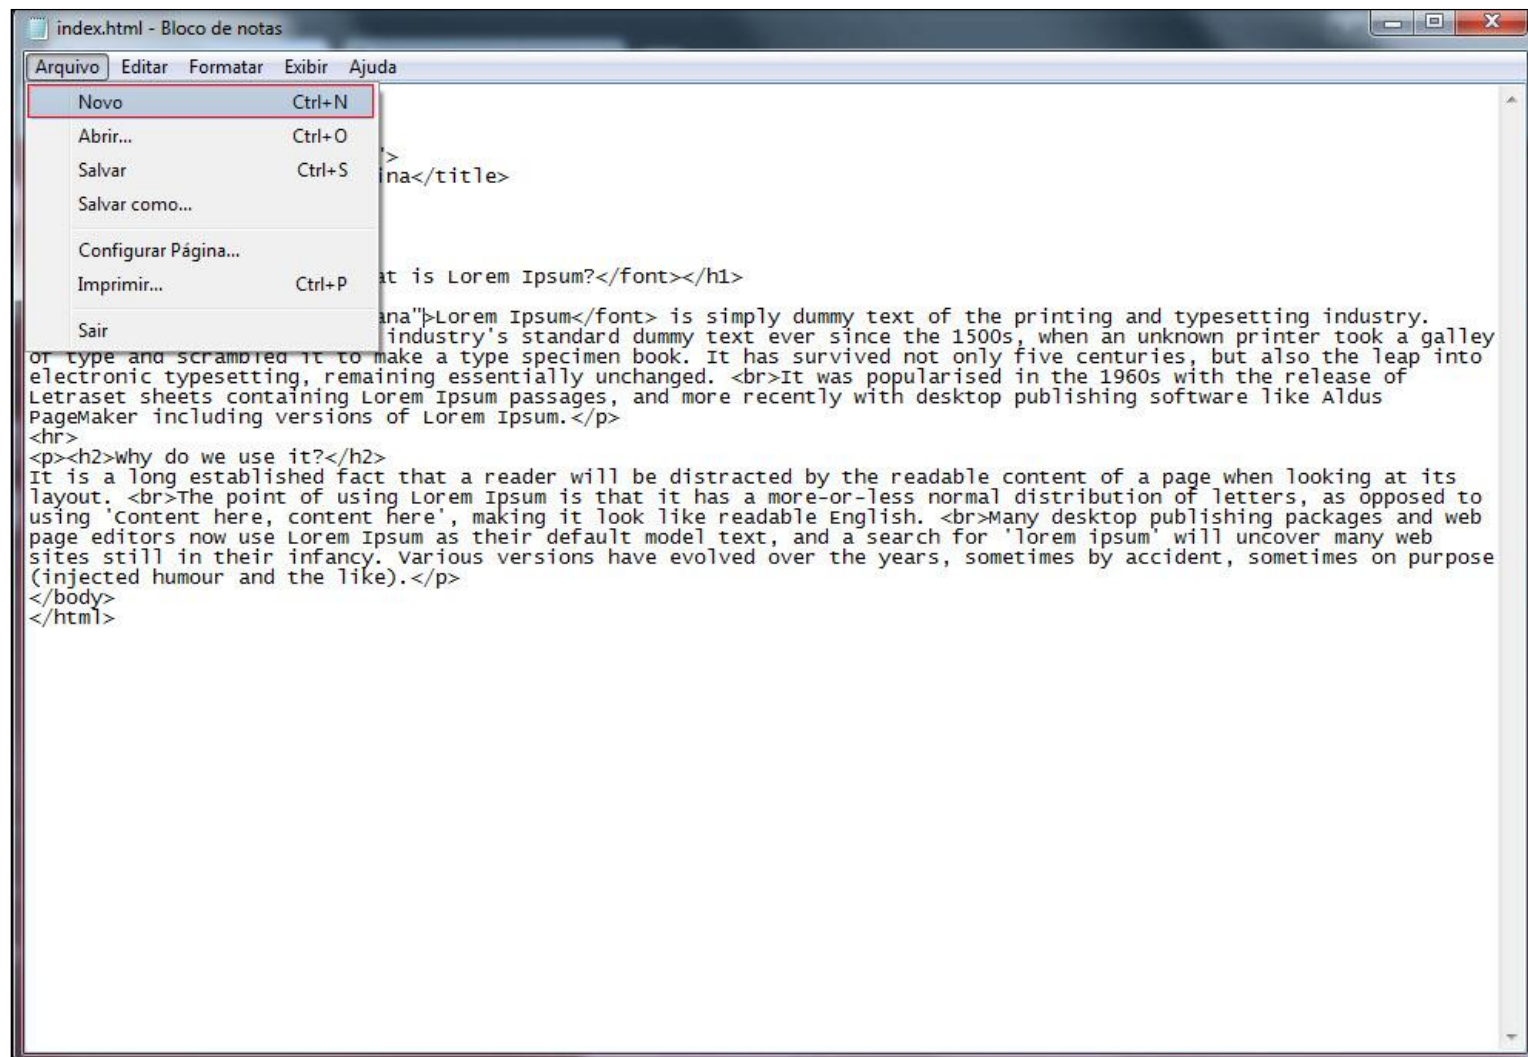 index.html - Bloco de notas
Arquivo Editar Formatar Exibir Ajuda
Novo Ctrl+N
Abrir... Ctrl+O
'>
Salvar Ctrl+S
ina</title>
Salvar como...
Configurar Página...
at is Lorem Ipsum?</font></h1>
Imprimir... Ctrl+P
ana">Lorem Ipsum</font> is simply dummy text of the printing and typesetting industry.
Sair
industry's standard dummy text ever since the 1500s, when an unknown printer took a galley
of type and scrambled it to make a type specimen book. It has survived not only five centuries, but also the leap into
electronic typesetting, remaining essentially unchanged. <br>It was popularised in the 1960s with the release of
Letraset sheets containing Lorem Ipsum passages, and more recently with desktop publishing software like Aldus
PageMaker including versions of Lorem Ipsum.</p>
<hr>
<p><h2>Why do we use it?</h2>
It is a long established fact that a reader will be distracted by the readable content of a page when looking at its
layout. <br>The point of using Lorem Ipsum is that it has a more-or-less normal distribution of letters, as opposed to
using 'Content here, content here', making it look like readable English. <br>Many desktop publishing packages and web
page editors now use Lorem Ipsum as their default model text, and a search for 'lorem ipsum' will uncover many web
sites still in their infancy. Various versions have evolved over the years, sometimes by accident, sometimes on purpose
(injected humour and the like).</p>
</body>
</html>